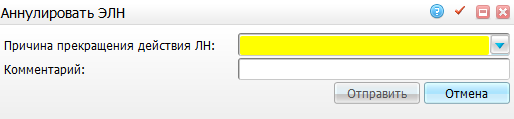 Аннулировать ЭЛН
Причина прекращения действия ЛН:
Комментарий:
Отправить Отмена